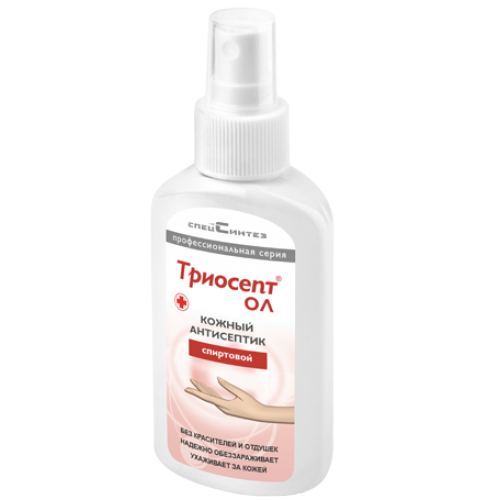 спецСинтез
профессиональная серия
Триосепт®
ОЛ
КОЖНЫЙ
АНТИСЕПТИК
спиртовой
БЕЗ КРАСИТЕЛЕЙ И ОТДУШЕК
НАДЕЖНО ОБЕЗЗАРАЖИВАЕТ
УХАЖИВАЕТ ЗА КОЖЕЙ